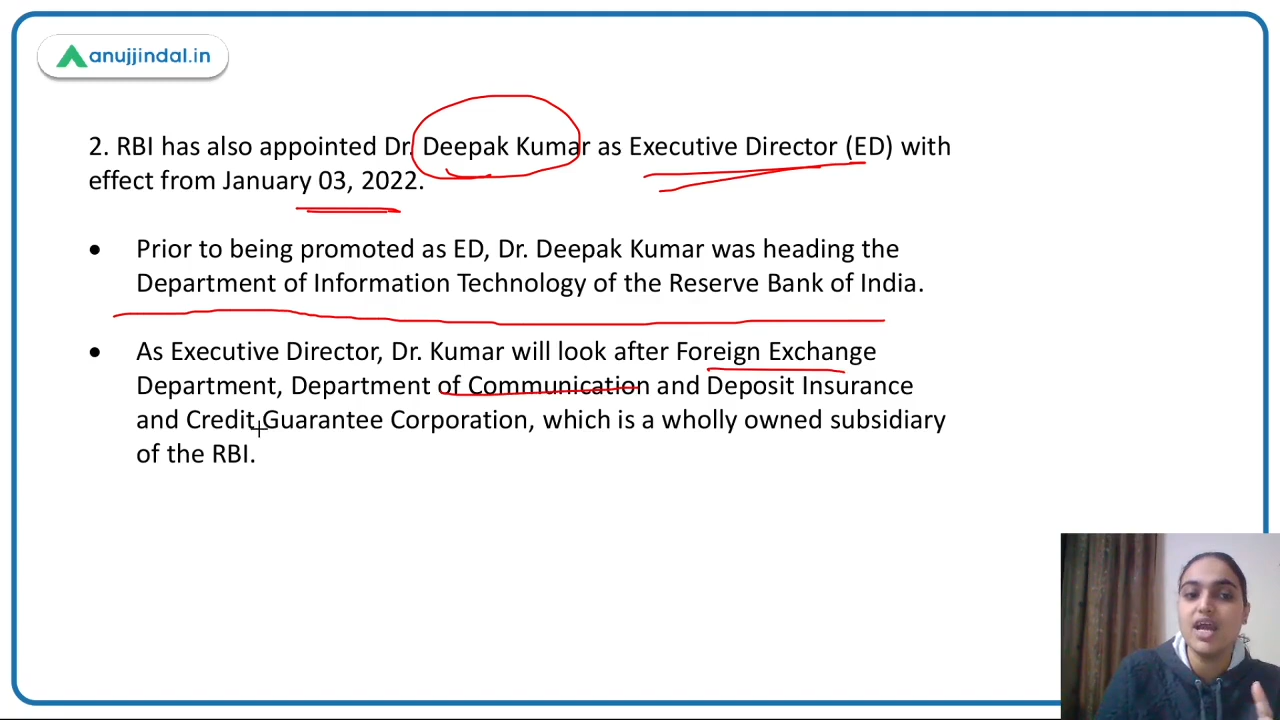 anujjindal.in
2. RBI has also appointed Dr. Deepak Kumar as Executive Director (ED) with
effect from January 03, 2022.
• Prior to being promoted as ED, Dr. Deepak Kumar was heading the
Department of Information Technology of the Reserve Bank of India.
• As Executive Director, Dr. Kumar will look after Foreign Exchange
Department, Department of Communication and Deposit Insurance
and Credit Guarantee Corporation, which is a wholly owned subsidiary
of the RBI.